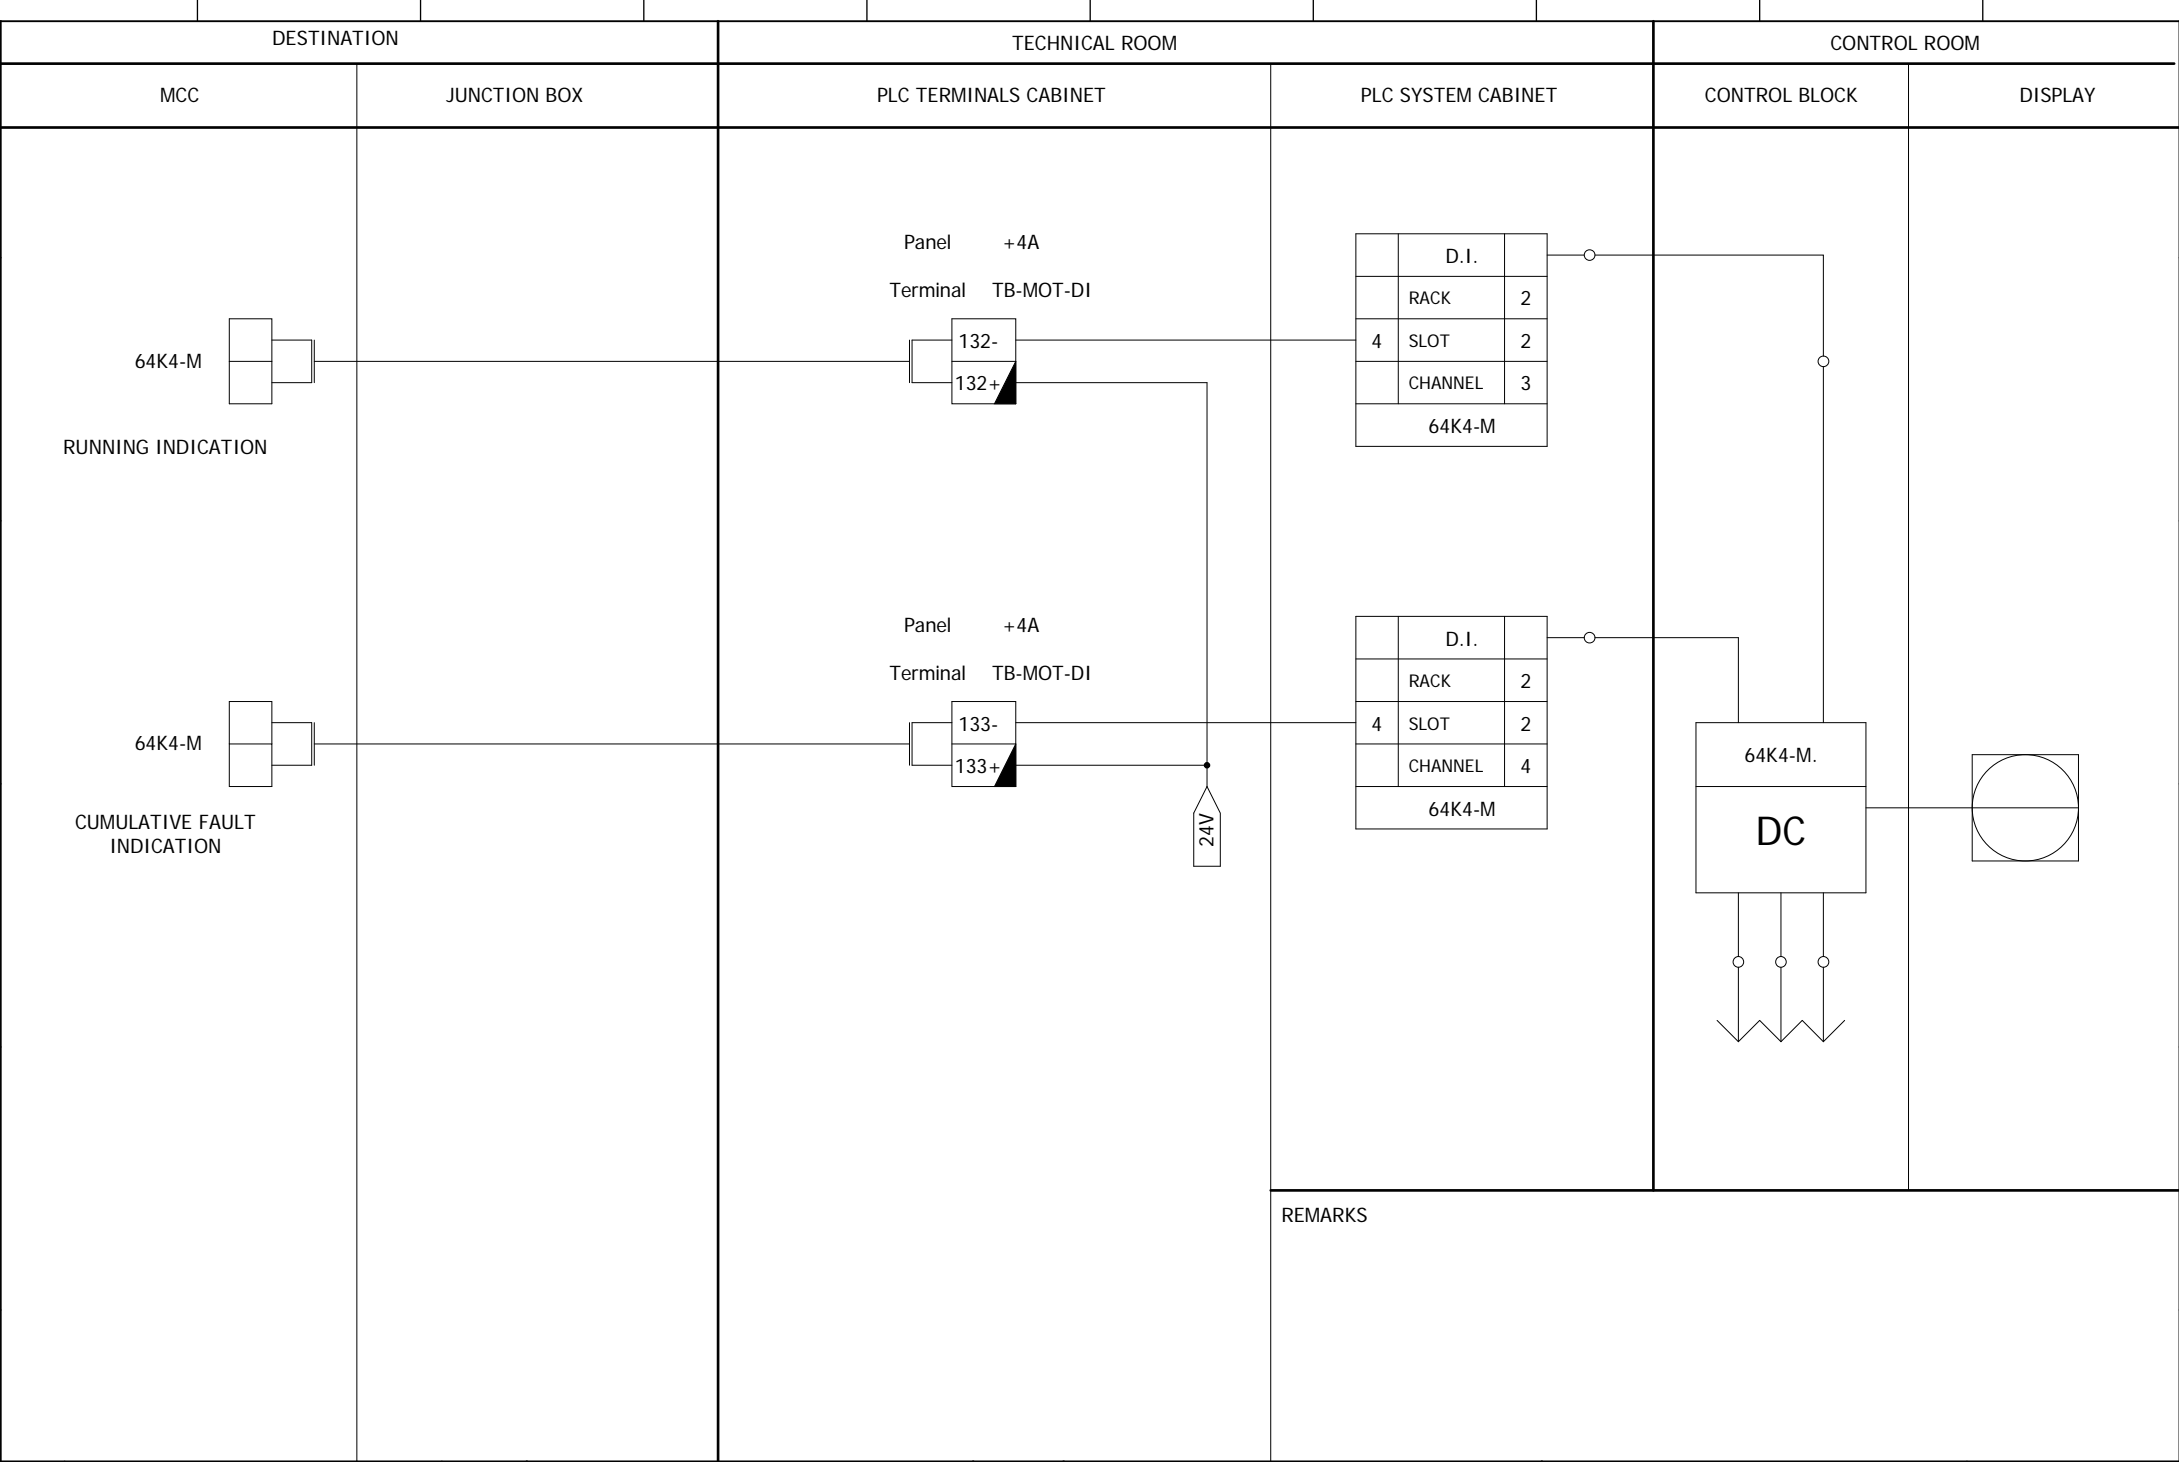 DESTINATION
TECHNICAL ROOM
CONTROL ROOM
MCC
JUNCTION BOX
PLC TERMINALS CABINET
PLC SYSTEM CABINET
CONTROL BLOCK
DISPLAY
Panel +4A
Terminal TB-MOT-DI
64K4-M
132-
132+
RUNNING INDICATION
D.I.
RACK 2
4 SLOT 2
CHANNEL 3
64K4-M
Panel +4A
Terminal TB-MOT-DI
64K4-M
133-
133+
CUMULATIVE FAULT
INDICATION
24V
D.I.
RACK 2
4 SLOT 2
CHANNEL 4
64K4-M
64K4-M.
DC
REMARKS